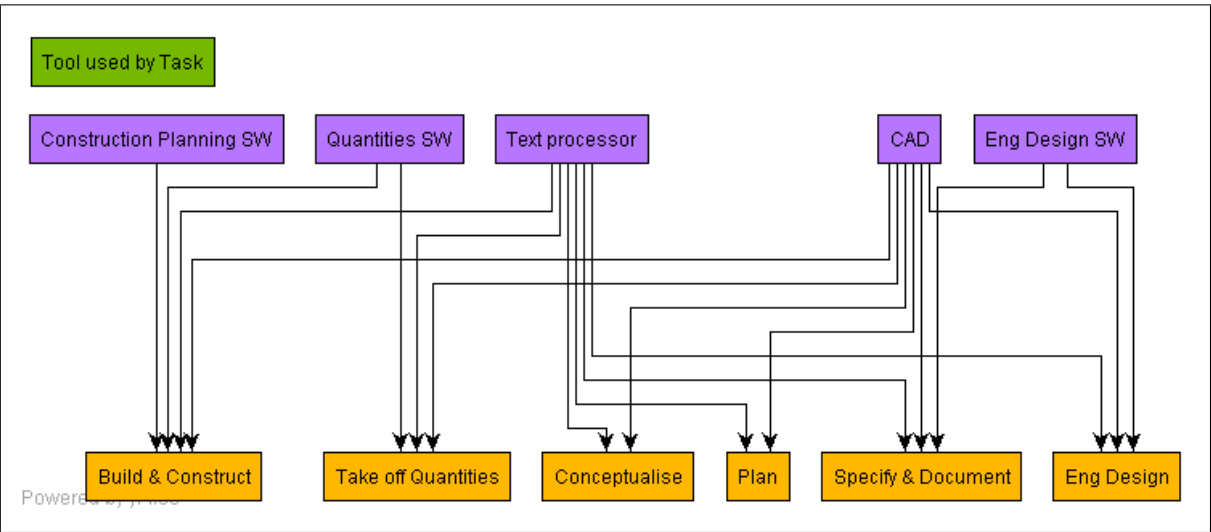 Tool used by Task
Construction Planning SW
Quantities SW
Text processor
CAD
Eng Design SW
Build & Construct
Take off Quantities
Conceptualise
Plan
Specify & Document
Eng Design
Powered by